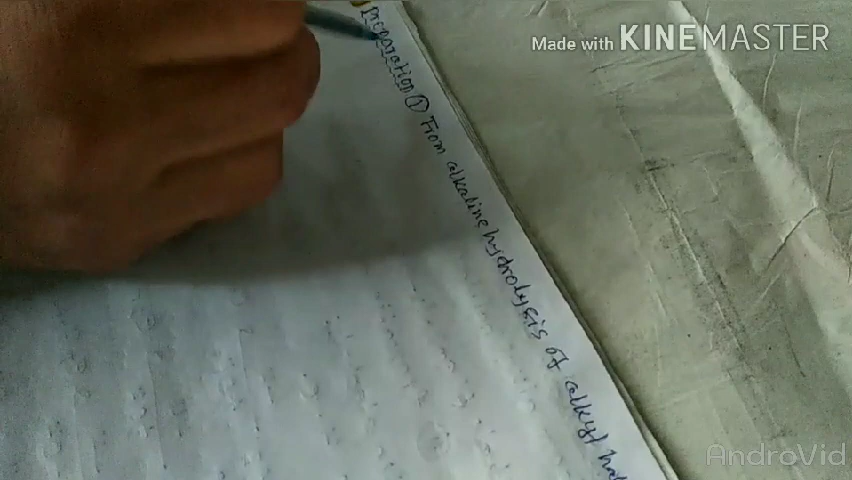 Made with KINEMASTER
Preparation ① From alkaline hydrolysis of alkyl
AndroVid